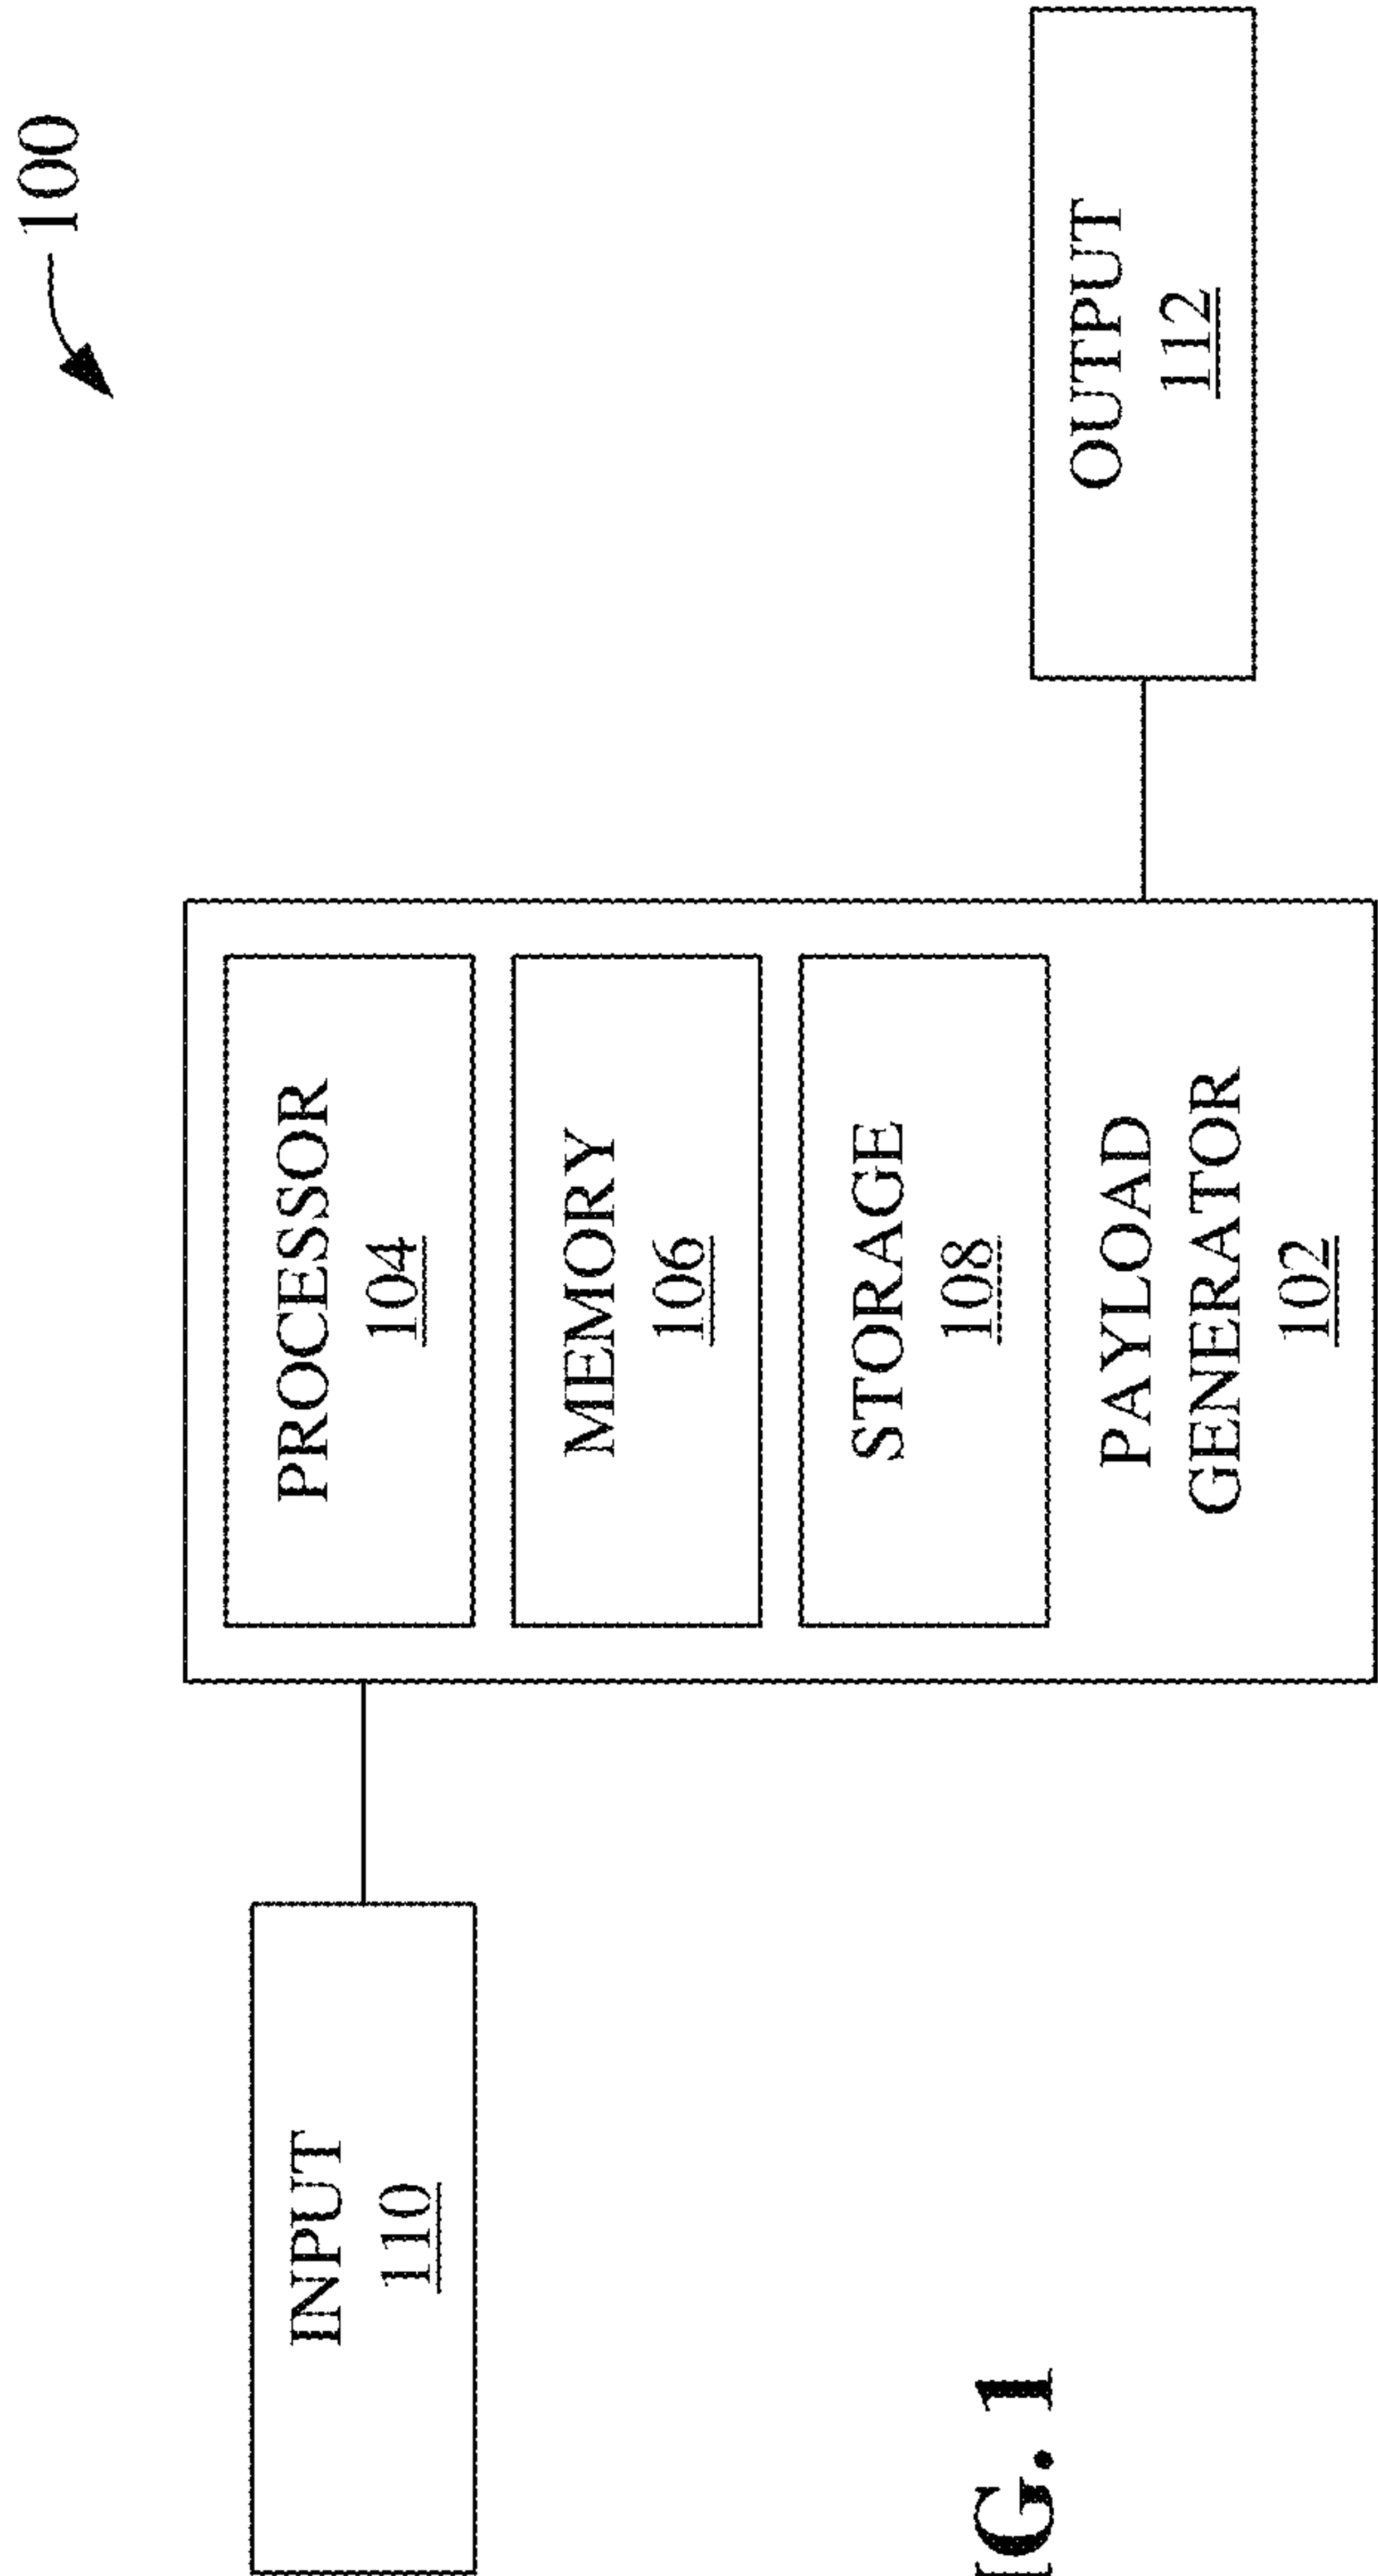 100
INPUT
110
PROCESSOR
104
MEMORY
106
STORAGE
108
PAYLOAD
GENERATOR
102
OUTPUT
112
IG. 1